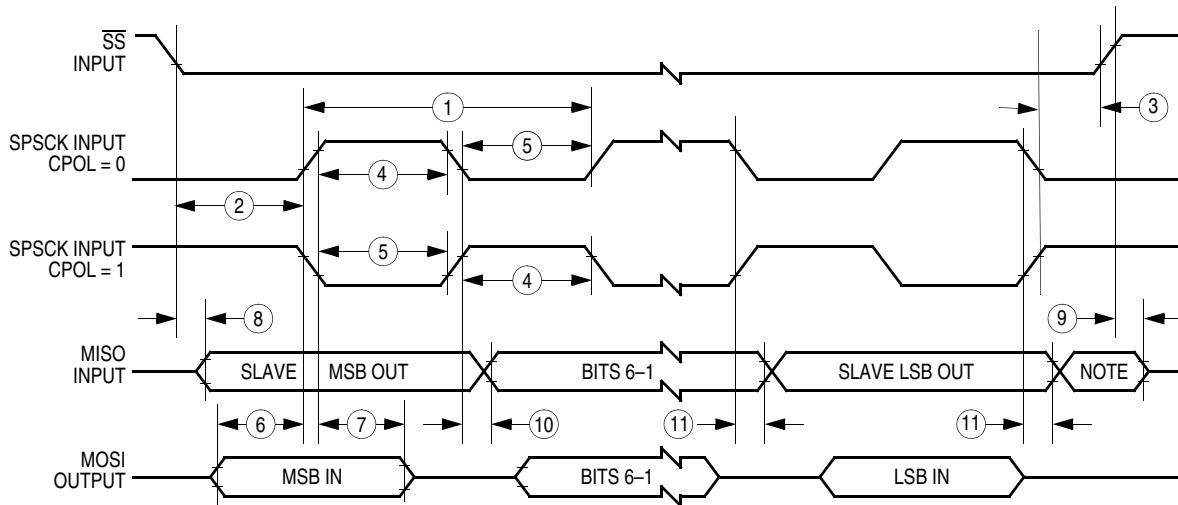 SS
INPUT
1
3
SPSCK INPUT
CPOL = 0
5
4
2
SPSCK INPUT
CPOL = 1
5
4
8
9
MISO
INPUT
SLAVE MSB OUT
BITS 6–1
SLAVE LSB OUT
NOTE
6
7
10
11
11
MOSI
OUTPUT
MSB IN
BITS 6–1
LSB IN